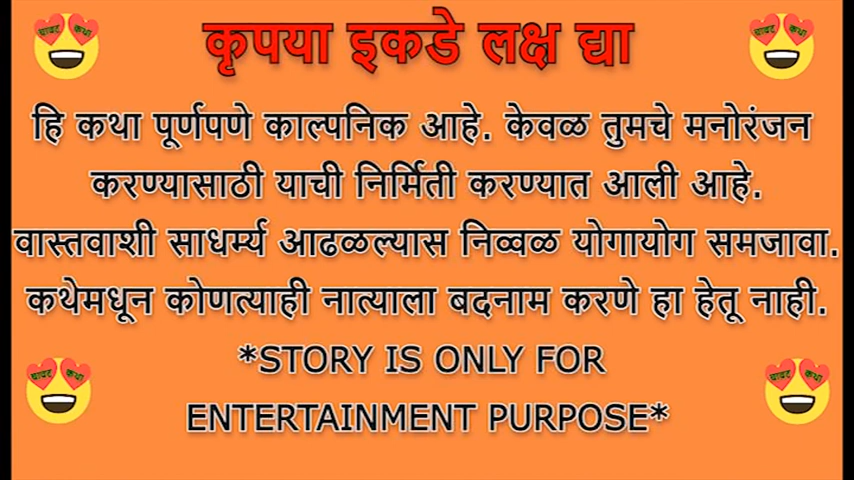 कृपया इकडे लक्ष द्या
हि कथा पूर्णपणे काल्पनिक आहे. केवळ तुमचे मनोरंजन
करण्यासाठी याची निर्मिती करण्यात आली आहे.
वास्तवाशी साधर्म्य आढळल्यास निव्वळ योगायोग समजावा.
कथेमधून कोणत्याही नात्याला बदनाम करणे हा हेतू नाही.
*STORY IS ONLY FOR
ENTERTAINMENT PURPOSE*